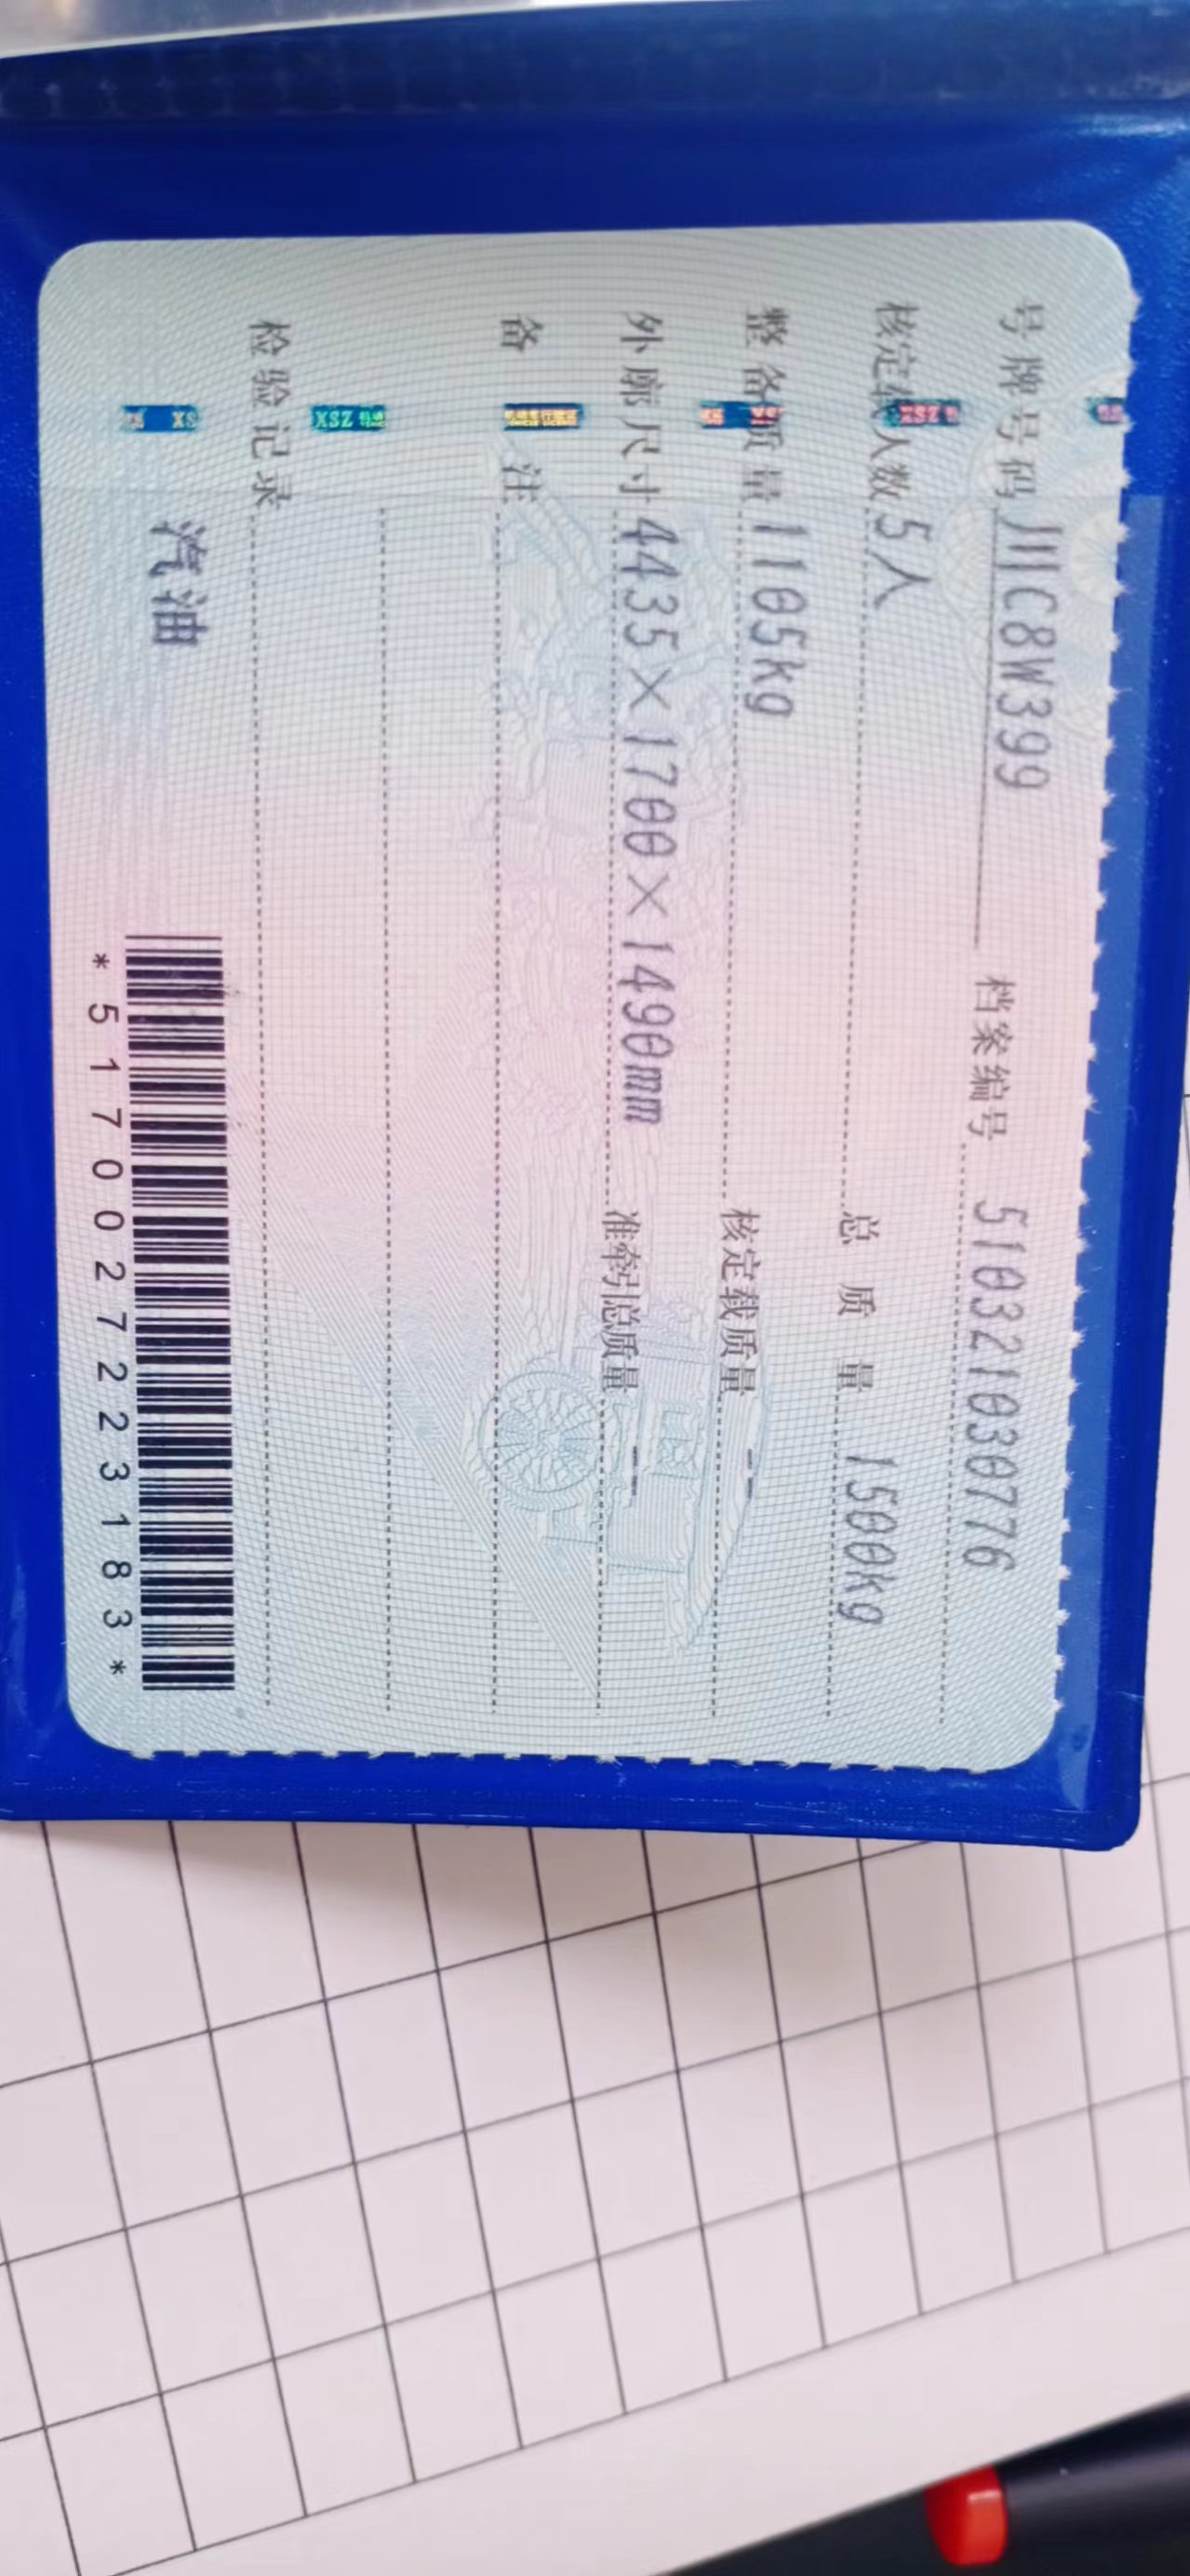 号牌号码 川C8W399 档案编号 510321030776
核定载人数 5人 总质量 1500kg
整备质量 1105kg 核定载质量 --
外廓尺寸 4435×1700×1490mm 准牵引总质量 --
备注
检验记录
汽油
*5170027223183*